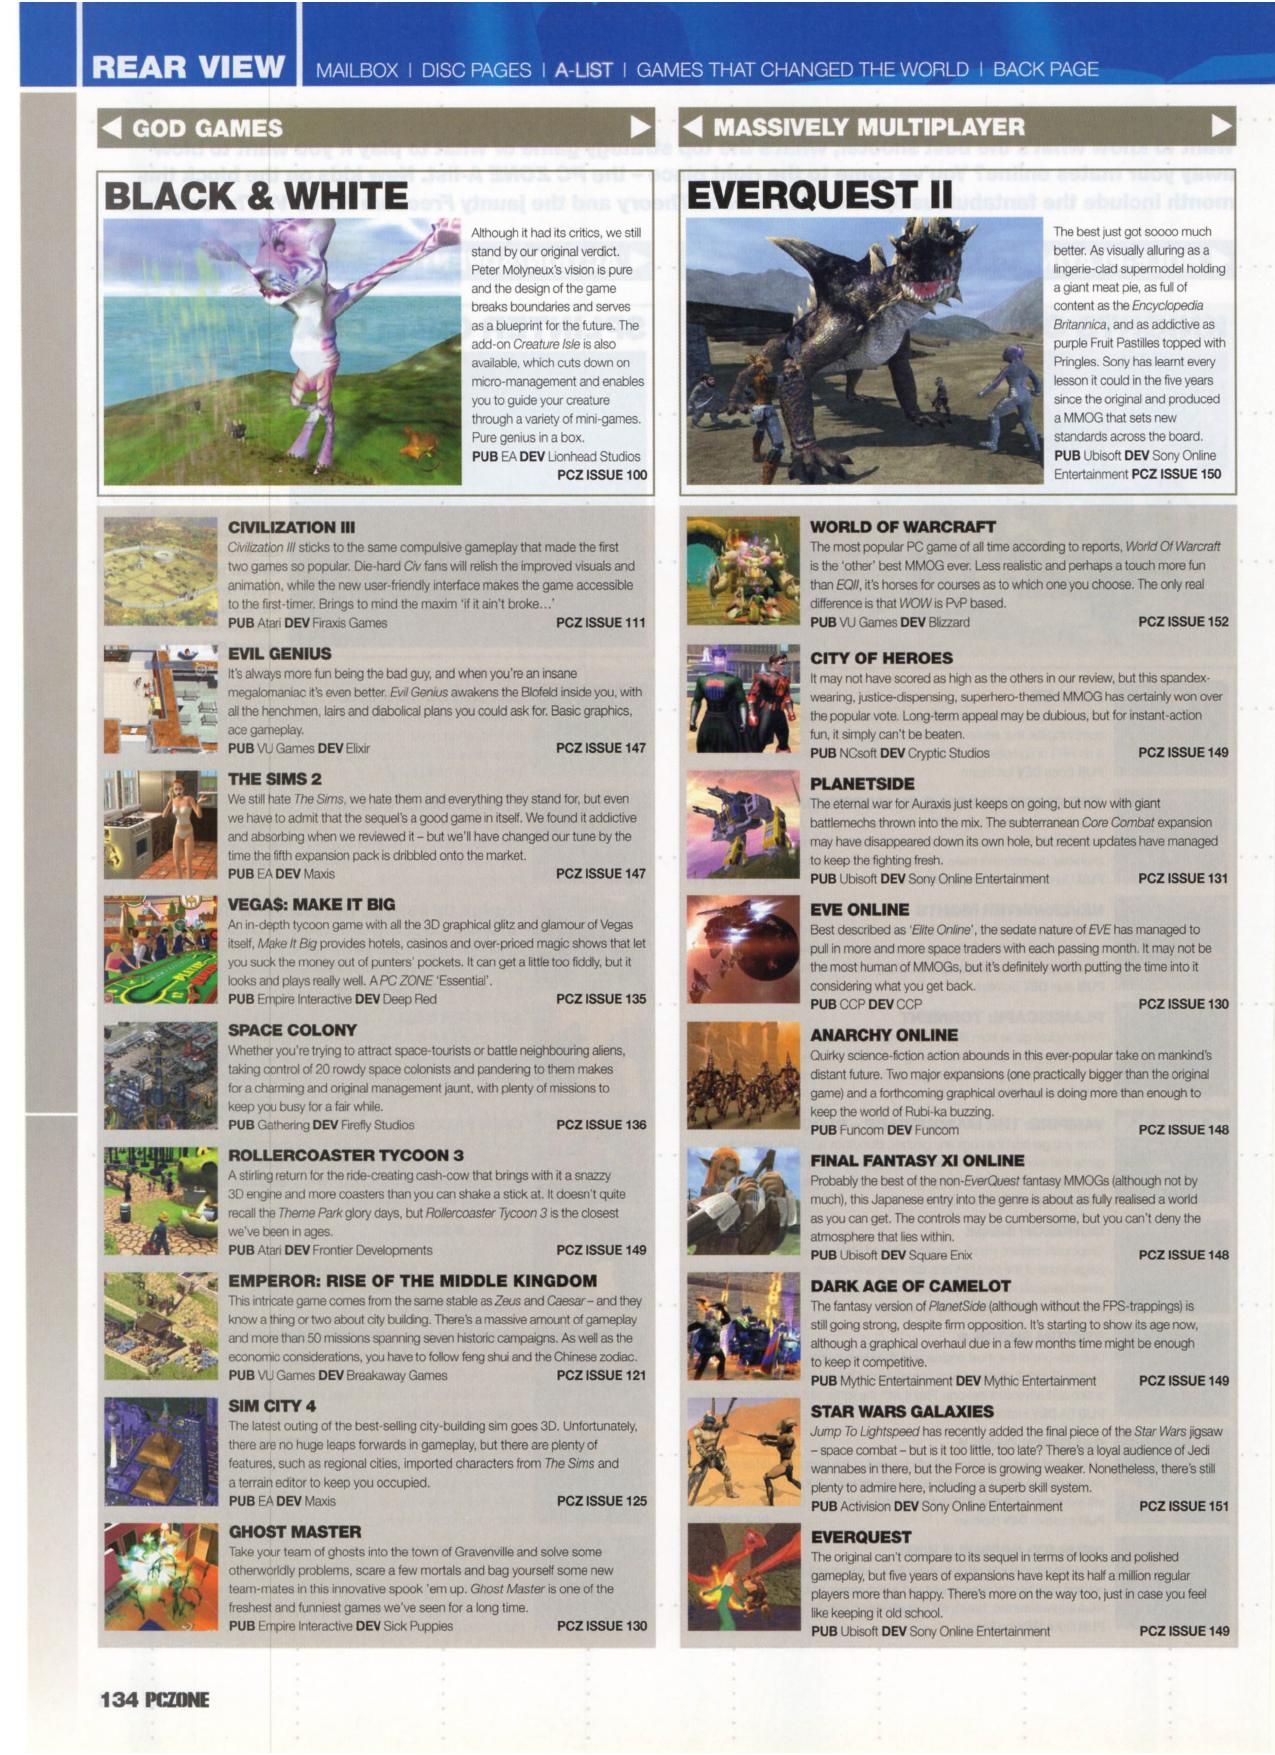 REAR VIEW
MAILBOX | DISC PAGES | A-LIST | GAMES THAT CHANGED THE WORLD | BACK PAGE
GOD GAMES
BLACK & WHITE
Although it had its critics, we still
stand by our original verdict.
Peter Molyneux's vision is pure
and the design of the game
breaks boundaries and serves
as a blueprint for the future. The
add-on Creature Isle is also
available, which cuts down on
micro-management and enables
you to guide your creature
through a variety of mini-games.
Pure genius in a box.
PUB EA DEV Lionhead Studios
PCZ ISSUE 100
CIVILIZATION III
Civilization III sticks to the same compulsive gameplay that made the first
two games so popular. Die-hard Civ fans will relish the improved visuals and
animation, while the new user-friendly interface makes the game accessible
to the first-timer. Brings to mind the maxim 'if it ain't broke...'
PUB Atari DEV Firaxis Games PCZ ISSUE 111
EVIL GENIUS
It's always more fun being the bad guy, and when you're an insane
megalomaniac it's even better. Evil Genius awakens the Blofeld inside you, with
all the henchmen, lairs and diabolical plans you could ask for. Basic graphics,
ace gameplay.
PUB VU Games DEV Elixir PCZ ISSUE 147
THE SIMS 2
We still hate The Sims, we hate them and everything they stand for, but even
we have to admit that the sequel's a good game in itself. We found it addictive
and absorbing when we reviewed it – but we'll have changed our tune by the
time the fifth expansion pack is dribbled onto the market.
PUB EA DEV Maxis PCZ ISSUE 147
VEGA$: MAKE IT BIG
An in-depth tycoon game with all the 3D graphical glitz and glamour of Vegas
itself, Make It Big provides hotels, casinos and over-priced magic shows that let
you suck the money out of punters' pockets. It can get a little too fiddly, but it
looks and plays really well. A PC ZONE 'Essential'.
PUB Empire Interactive DEV Deep Red PCZ ISSUE 135
SPACE COLONY
Whether you're trying to attract space-tourists or battle neighbouring aliens,
taking control of 20 rowdy space colonists and pandering to them makes
for a charming and original management jaunt, with plenty of missions to
keep you busy for a fair while.
PUB Gathering DEV Firefly Studios PCZ ISSUE 136
ROLLERCOASTER TYCOON 3
A stirling return for the ride-creating cash-cow that brings with it a snazzy
3D engine and more coasters than you can shake a stick at. It doesn't quite
recall the Theme Park glory days, but Rollercoaster Tycoon 3 is the closest
we've been in ages.
PUB Atari DEV Frontier Developments PCZ ISSUE 149
EMPEROR: RISE OF THE MIDDLE KINGDOM
This intricate game comes from the same stable as Zeus and Caesar – and they
know a thing or two about city building. There's a massive amount of gameplay
and more than 50 missions spanning seven historic campaigns. As well as the
economic considerations, you have to follow feng shui and the Chinese zodiac.
PUB VU Games DEV Breakaway Games PCZ ISSUE 121
SIM CITY 4
The latest outing of the best-selling city-building sim goes 3D. Unfortunately,
there are no huge leaps forwards in gameplay, but there are plenty of
features, such as regional cities, imported characters from The Sims and
a terrain editor to keep you occupied.
PUB EA DEV Maxis PCZ ISSUE 125
GHOST MASTER
Take your team of ghosts into the town of Gravenville and solve some
otherworldly problems, scare a few mortals and bag yourself some new
team-mates in this innovative spook 'em up. Ghost Master is one of the
freshest and funniest games we've seen for a long time.
PUB Empire Interactive DEV Sick Puppies PCZ ISSUE 130
MASSIVELY MULTIPLAYER
EVERQUEST II
The best just got soooo much
better. As visually alluring as a
lingerie-clad supermodel holding
a giant meat pie, as full of
content as the Encyclopedia
Britannica, and as addictive as
purple Fruit Pastilles topped with
Pringles. Sony has learnt every
lesson it could in the five years
since the original and produced
a MMOG that sets new
standards across the board.
PUB Ubisoft DEV Sony Online
Entertainment PCZ ISSUE 150
WORLD OF WARCRAFT
The most popular PC game of all time according to reports, World Of Warcraft
is the 'other' best MMOG ever. Less realistic and perhaps a touch more fun
than EQII, it's horses for courses as to which one you choose. The only real
difference is that WOW is PvP based.
PUB VU Games DEV Blizzard PCZ ISSUE 152
CITY OF HEROES
It may not have scored as high as the others in our review, but this spandex-
wearing, justice-dispensing, superhero-themed MMOG has certainly won over
the popular vote. Long-term appeal may be dubious, but for instant-action
fun, it simply can't be beaten.
PUB NCsoft DEV Cryptic Studios PCZ ISSUE 149
PLANETSIDE
The eternal war for Auraxis just keeps on going, but now with giant
battlemechs thrown into the mix. The subterranean Core Combat expansion
may have disappeared down its own hole, but recent updates have managed
to keep the fighting fresh.
PUB Ubisoft DEV Sony Online Entertainment PCZ ISSUE 131
EVE ONLINE
Best described as 'Elite Online', the sedate nature of EVE has managed to
pull in more and more space traders with each passing month. It may not be
the most human of MMOGs, but it's definitely worth putting the time into it
considering what you get back.
PUB CCP DEV CCP PCZ ISSUE 130
ANARCHY ONLINE
Quirky science-fiction action abounds in this ever-popular take on mankind's
distant future. Two major expansions (one practically bigger than the original
game) and a forthcoming graphical overhaul is doing more than enough to
keep the world of Rubi-ka buzzing.
PUB Funcom DEV Funcom PCZ ISSUE 148
FINAL FANTASY XI ONLINE
Probably the best of the non-EverQuest fantasy MMOGs (although not by
much), this Japanese entry into the genre is about as fully realised a world
as you can get. The controls may be cumbersome, but you can't deny the
atmosphere that lies within.
PUB Ubisoft DEV Square Enix PCZ ISSUE 148
DARK AGE OF CAMELOT
The fantasy version of PlanetSide (although without the FPS-trappings) is
still going strong, despite firm opposition. It's starting to show its age now,
although a graphical overhaul due in a few months time might be enough
to keep it competitive.
PUB Mythic Entertainment DEV Mythic Entertainment PCZ ISSUE 149
STAR WARS GALAXIES
Jump To Lightspeed has recently added the final piece of the Star Wars jigsaw
– space combat – but is it too little, too late? There's a loyal audience of Jedi
wannabes in there, but the Force is growing weaker. Nonetheless, there's still
plenty to admire here, including a superb skill system.
PUB Activision DEV Sony Online Entertainment PCZ ISSUE 151
EVERQUEST
The original can't compare to its sequel in terms of looks and polished
gameplay, but five years of expansions have kept its half a million regular
players more than happy. There's more on the way too, just in case you feel
like keeping it old school.
PUB Ubisoft DEV Sony Online Entertainment PCZ ISSUE 149
134 PCZONE